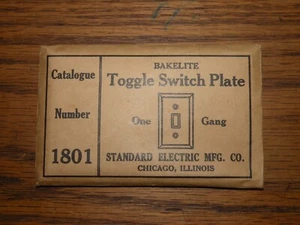 Catalogue
Number
1801
BAKELITE
Toggle Switch Plate
One Gang
STANDARD ELECTRIC MFG. CO.
CHICAGO, ILLINOIS